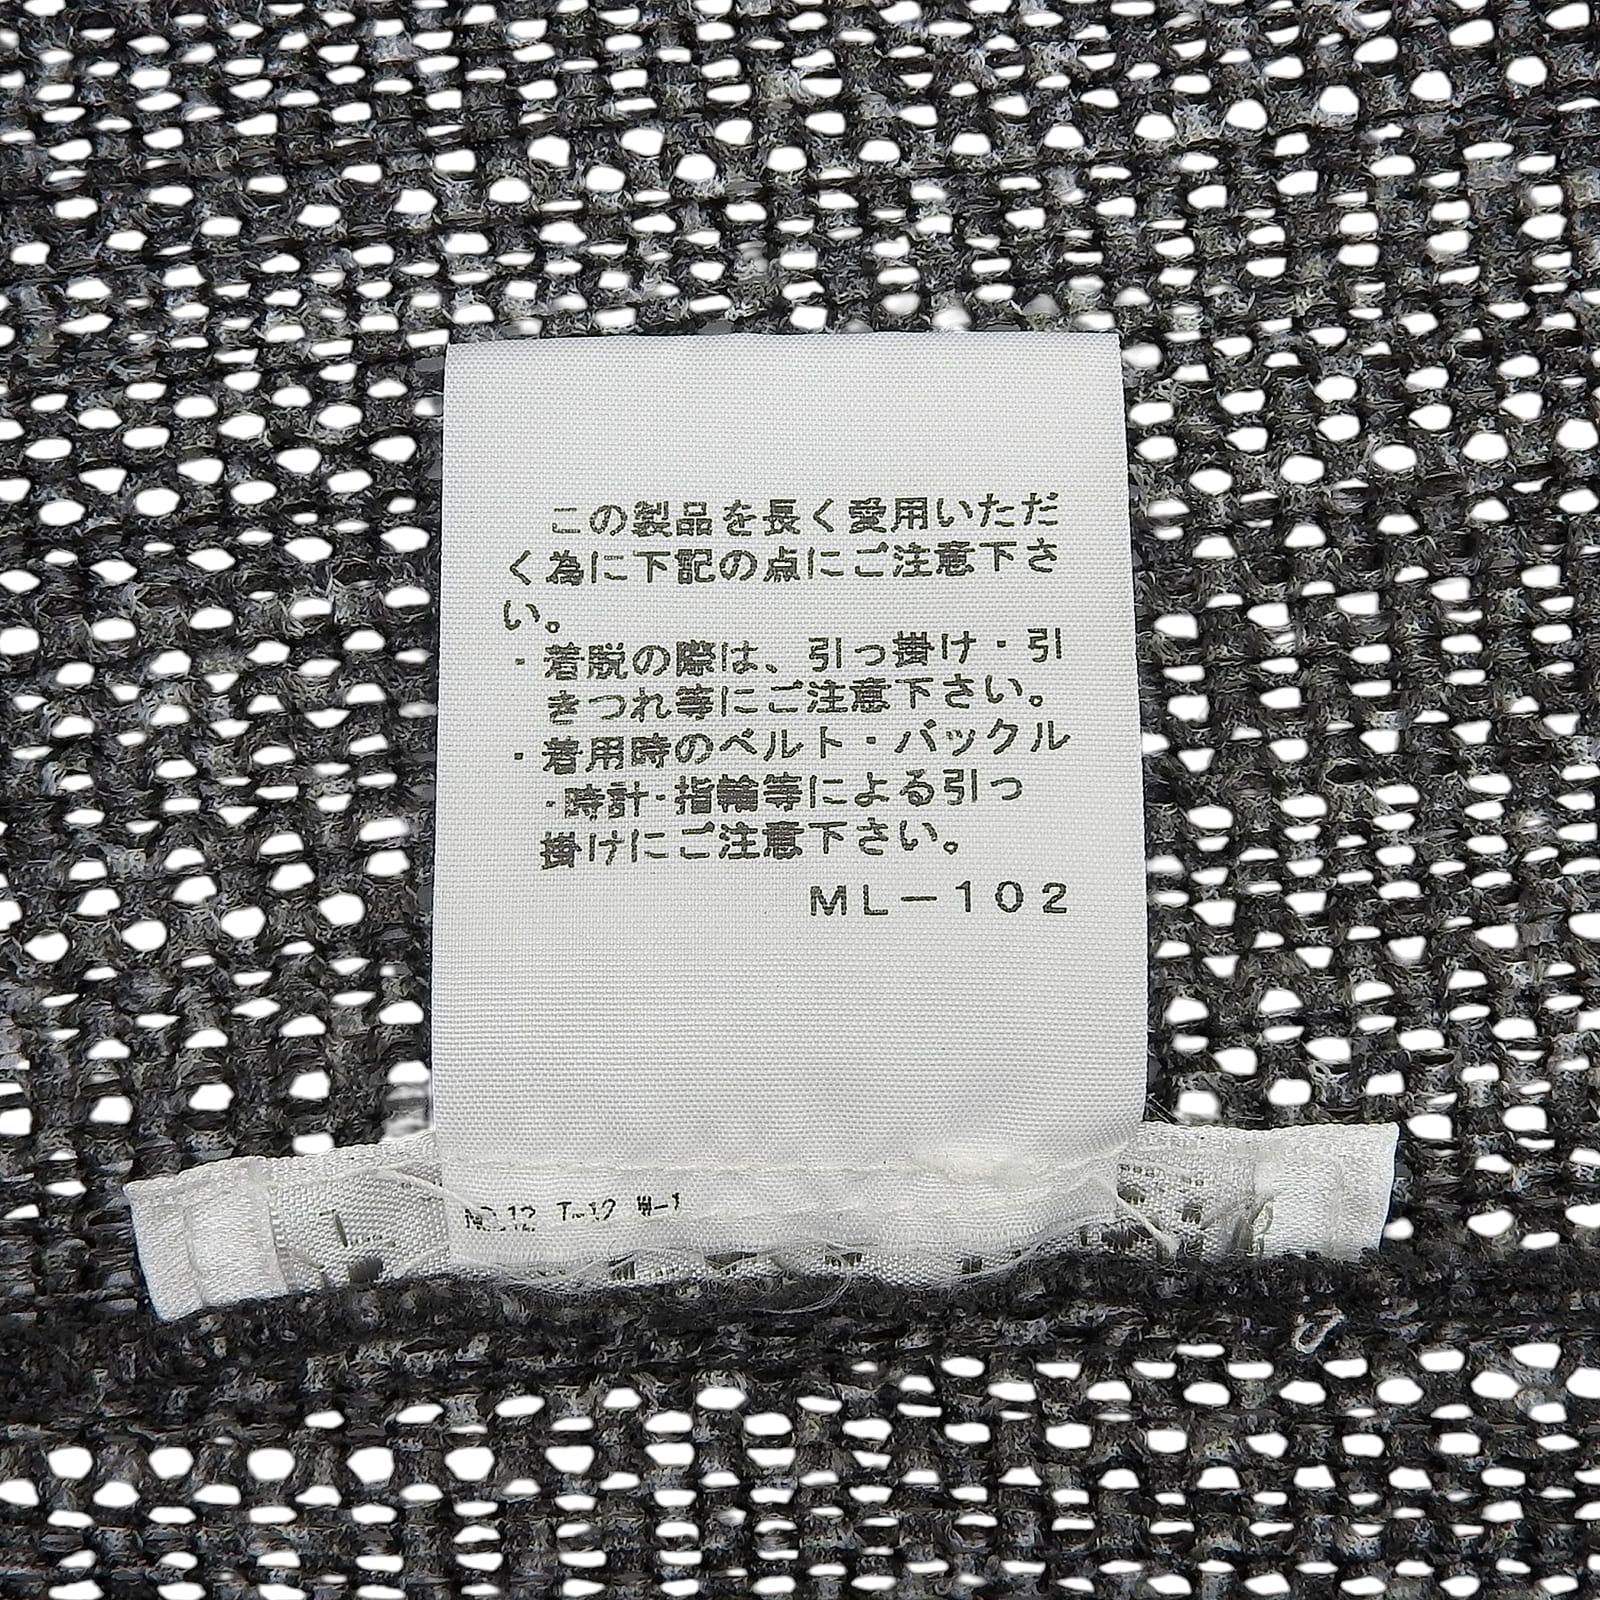 この製品を長く愛用いただ
く為に下記の点にご注意下さ
い。
・着脱の際は、引っ掛け・引
きつれ等にご注意下さい。
・着用時のベルト・バックル
・時計・指輪等による引っ
掛けにご注意下さい。
ML－102
NO.12 T-12 W-1